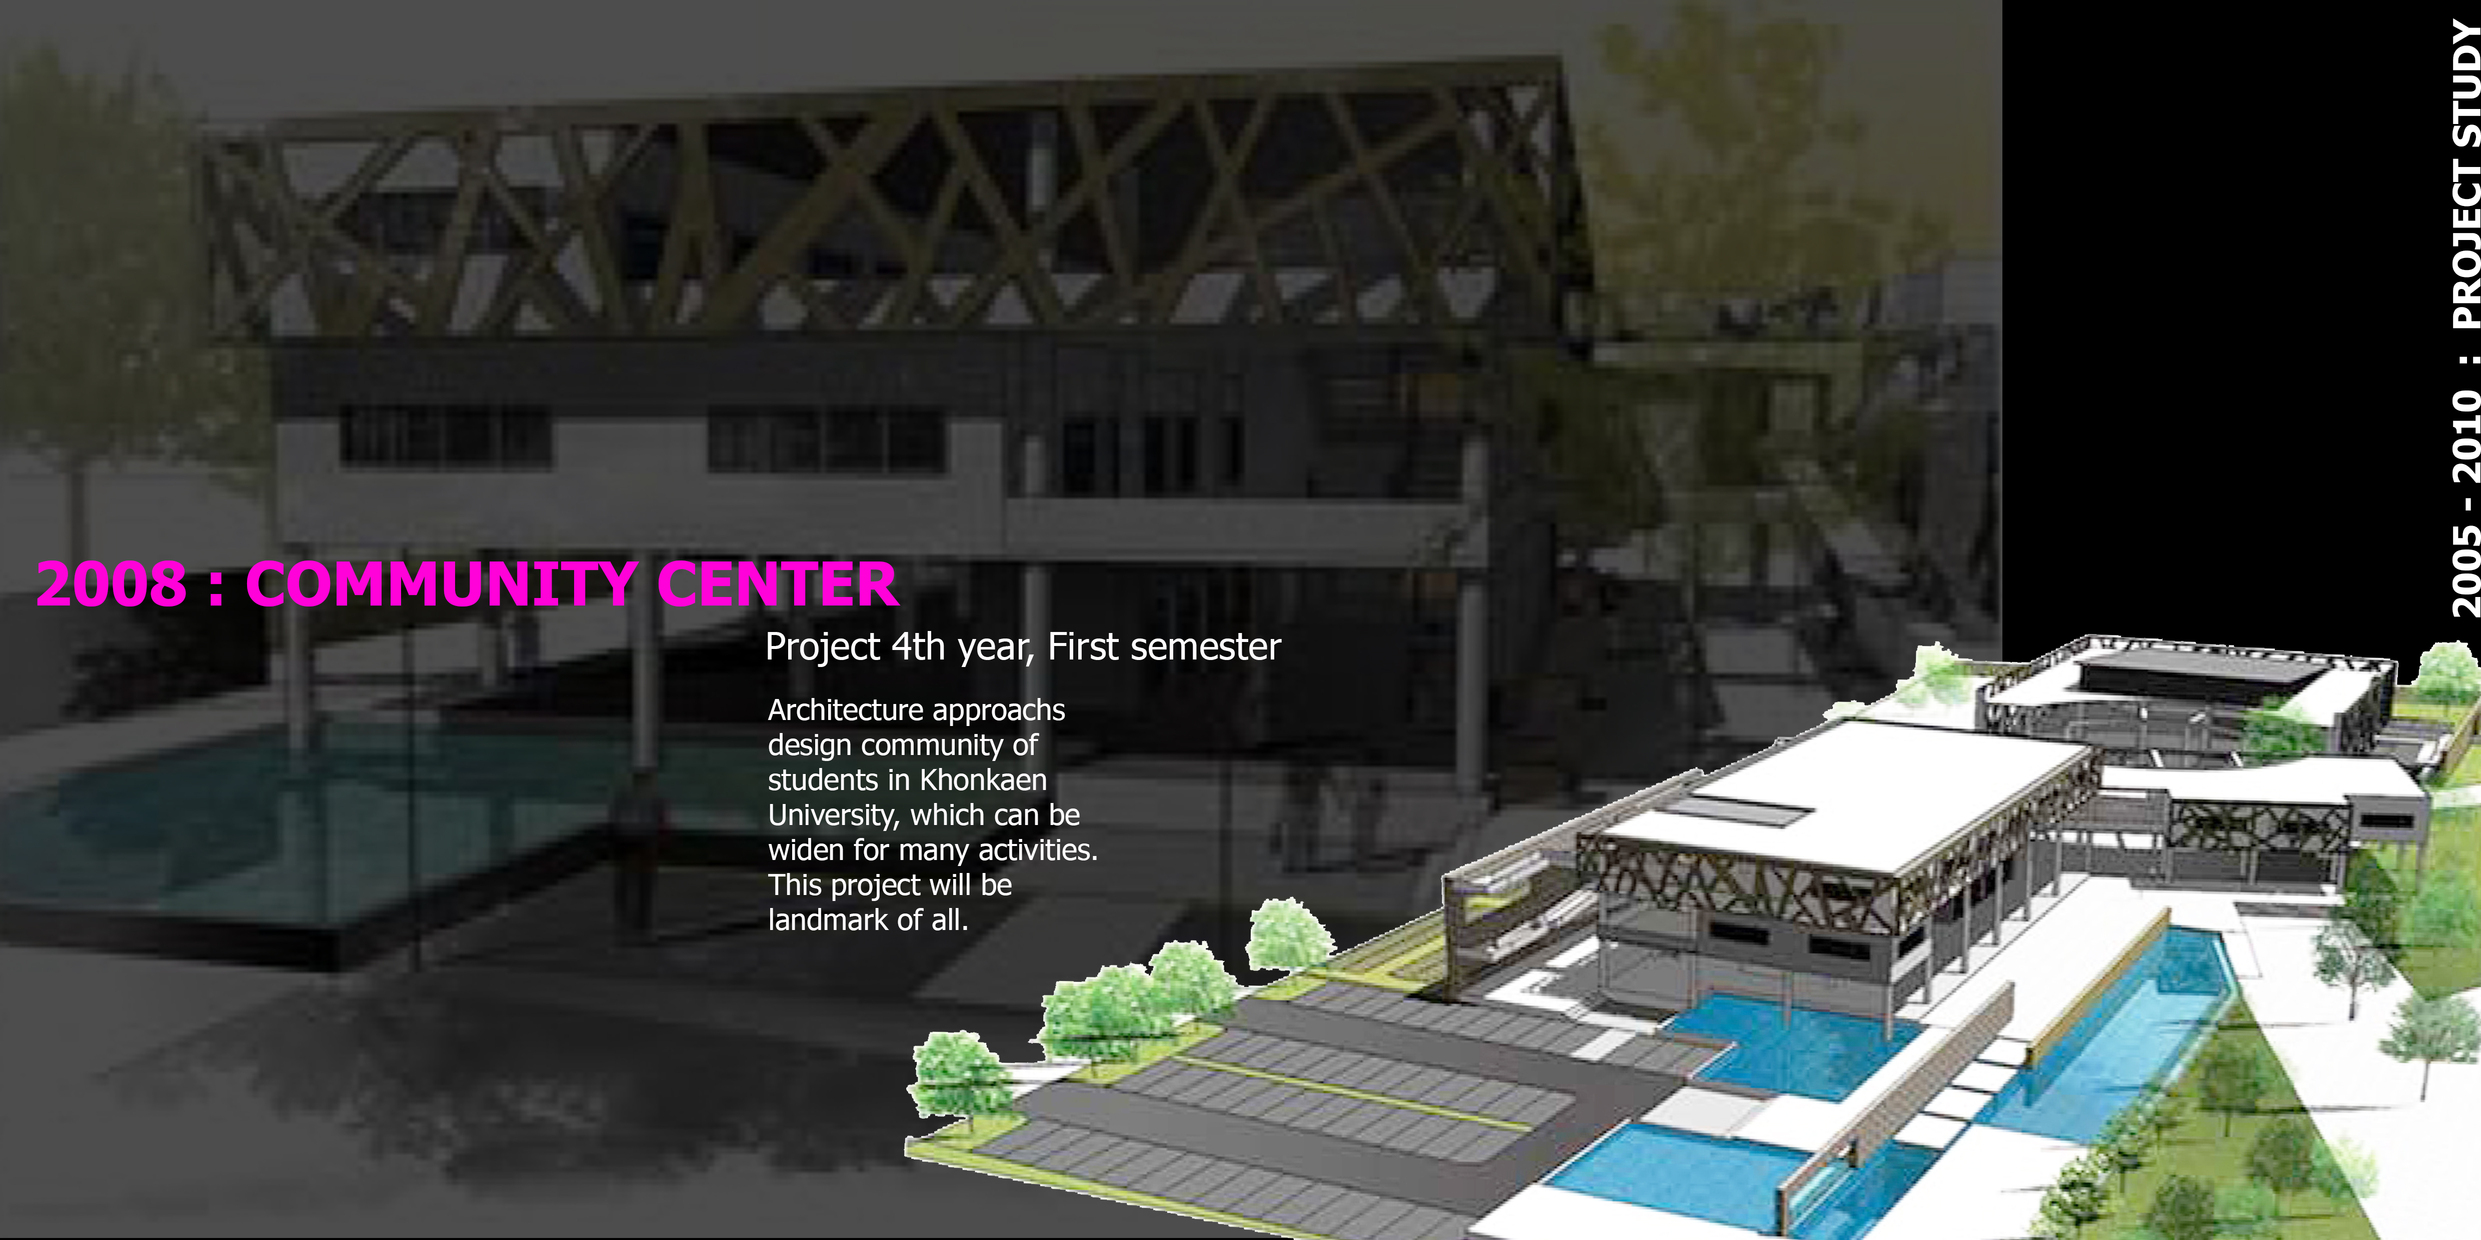 2008 : COMMUNITY CENTER
Project 4th year, First semester
Architecture approachs
design community of
students in Khonkaen
University, which can be
widen for many activities.
This project will be
landmark of all.
2005 - 2010 : PROJECT STUDY